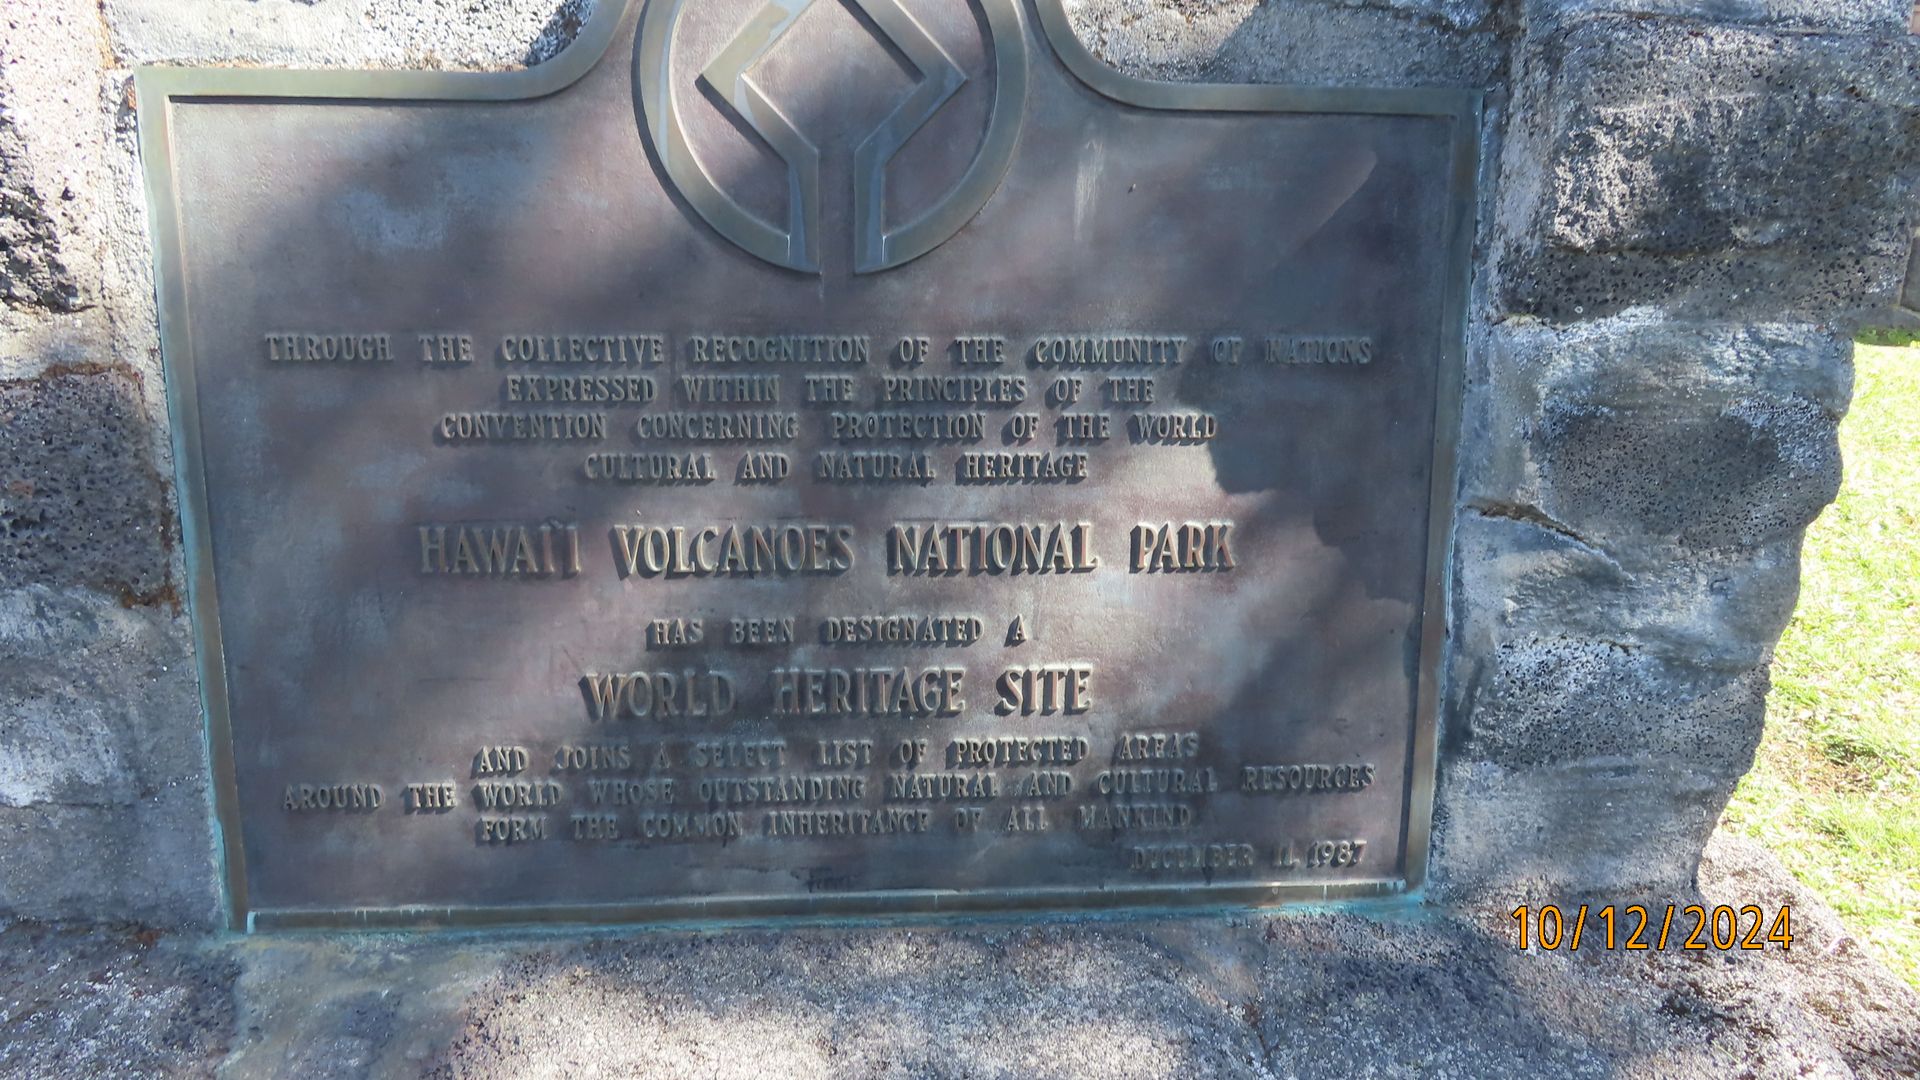 THROUGH THE COLLECTIVE RECOGNITION OF THE COMMUNITY OF NATIONS
EXPRESSED WITHIN THE PRINCIPLES OF THE
CONVENTION CONCERNING PROTECTION OF THE WORLD
CULTURAL AND NATURAL HERITAGE
HAWAI'I VOLCANOES NATIONAL PARK
HAS BEEN DESIGNATED A
WORLD HERITAGE SITE
AND JOINS A SELECT LIST OF PROTECTED AREAS
AROUND THE WORLD WHOSE OUTSTANDING NATURAL AND CULTURAL RESOURCES
FORM THE COMMON INHERITANCE OF ALL MANKIND
DECEMBER 11, 1987
10/12/2024